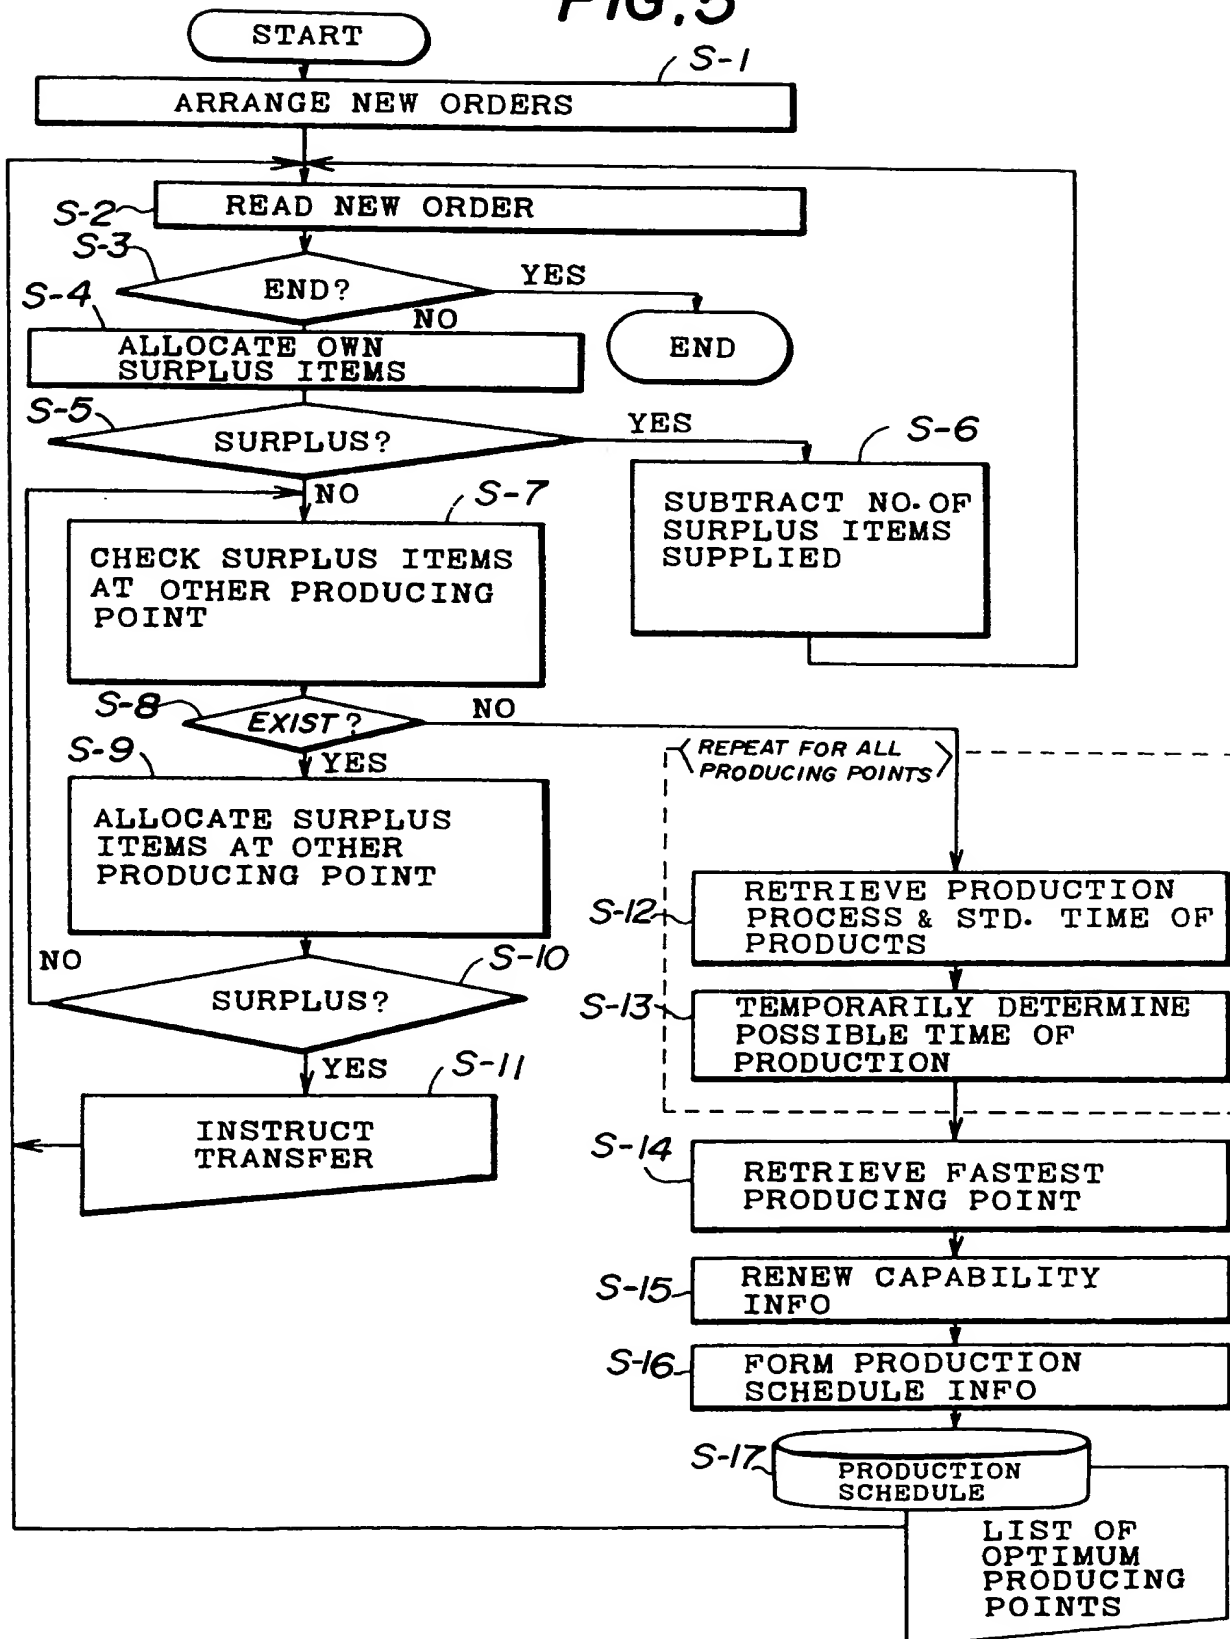 FIG.5
START
S-1
ARRANGE NEW ORDERS
S-2
READ NEW ORDER
S-3
END?
YES
NO
END
S-4
ALLOCATE OWN
SURPLUS ITEMS
S-5
SURPLUS?
YES
NO
S-6
SUBTRACT NO. OF
SURPLUS ITEMS
SUPPLIED
S-7
CHECK SURPLUS ITEMS
AT OTHER PRODUCING
POINT
S-8
EXIST?
NO
YES
S-9
ALLOCATE SURPLUS
ITEMS AT OTHER
PRODUCING POINT
S-10
SURPLUS?
NO
YES
S-11
INSTRUCT
TRANSFER
REPEAT FOR ALL
PRODUCING POINTS
S-12
RETRIEVE PRODUCTION
PROCESS & STD. TIME OF
PRODUCTS
S-13
TEMPORARILY DETERMINE
POSSIBLE TIME OF
PRODUCTION
S-14
RETRIEVE FASTEST
PRODUCING POINT
S-15
RENEW CAPABILITY
INFO
S-16
FORM PRODUCTION
SCHEDULE INFO
S-17
PRODUCTION
SCHEDULE
LIST OF
OPTIMUM
PRODUCING
POINTS